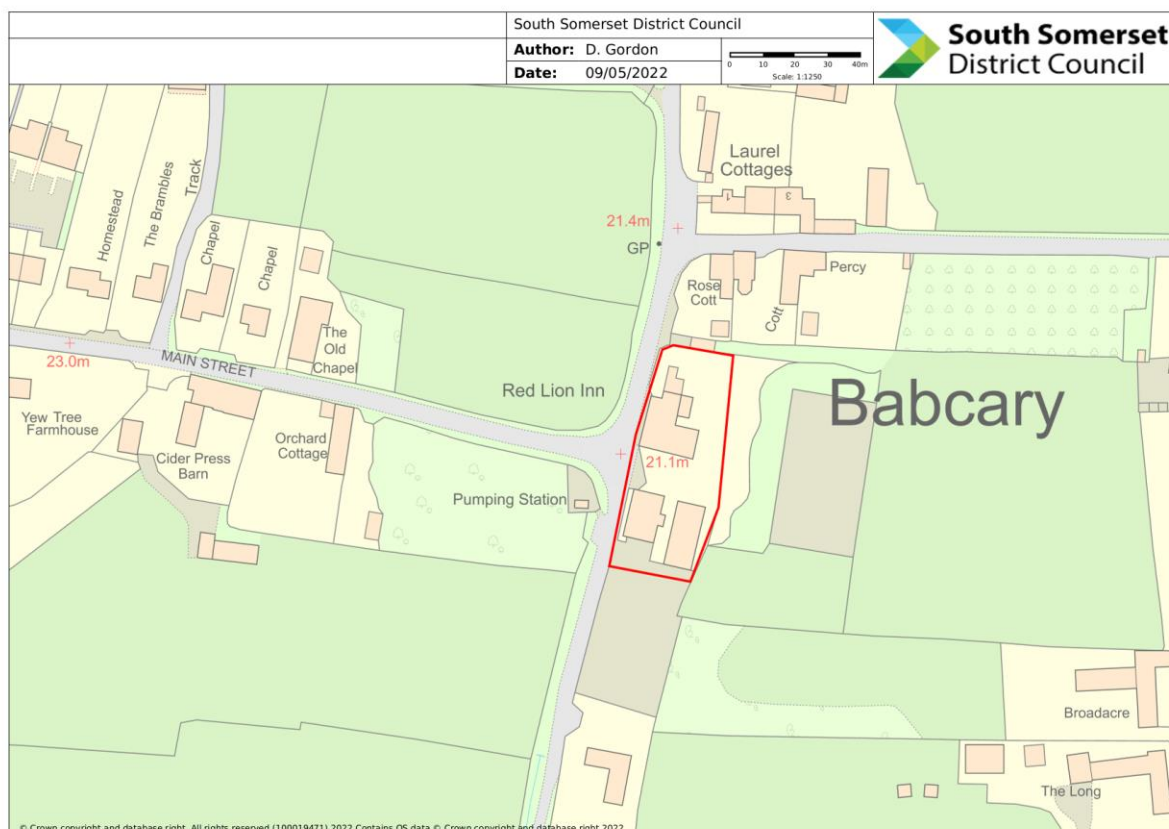 South Somerset District Council
Author: D. Gordon
Date: 09/05/2022
0 10 20 30 40m
Scale: 1:1250
South Somerset
District Council
Homestead
The Brambles
Track
Chapel
Chapel
The
Old
Chapel
23.0m
MAIN STREET
Yew Tree
Farmhouse
Cider Press
Barn
Orchard
Cottage
Pumping Station
Red Lion Inn
21.1m
21.4m
GP
Laurel
Cottages
1
3
Rose
Cott
Cott
Percy
Babcary
Broadacre
The Long
© Crown copyright and database right. All rights reserved (100019471) 2022 Contains OS data © Crown copyright and database right 2022